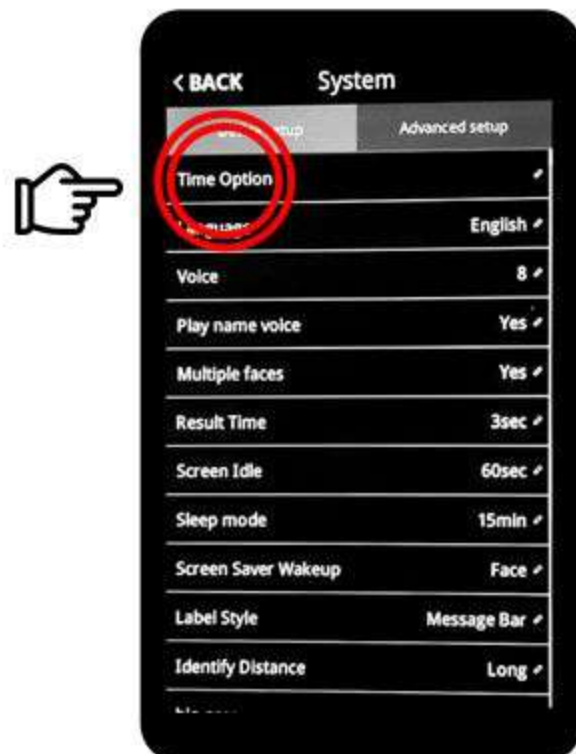 < BACK System
Advanced setup
Time Option
Language English
Voice 8
Play name voice Yes
Multiple faces Yes
Result Time 3sec
Screen Idle 60sec
Sleep mode 15min
Screen Saver Wakeup Face
Label Style Message Bar
Identify Distance Long